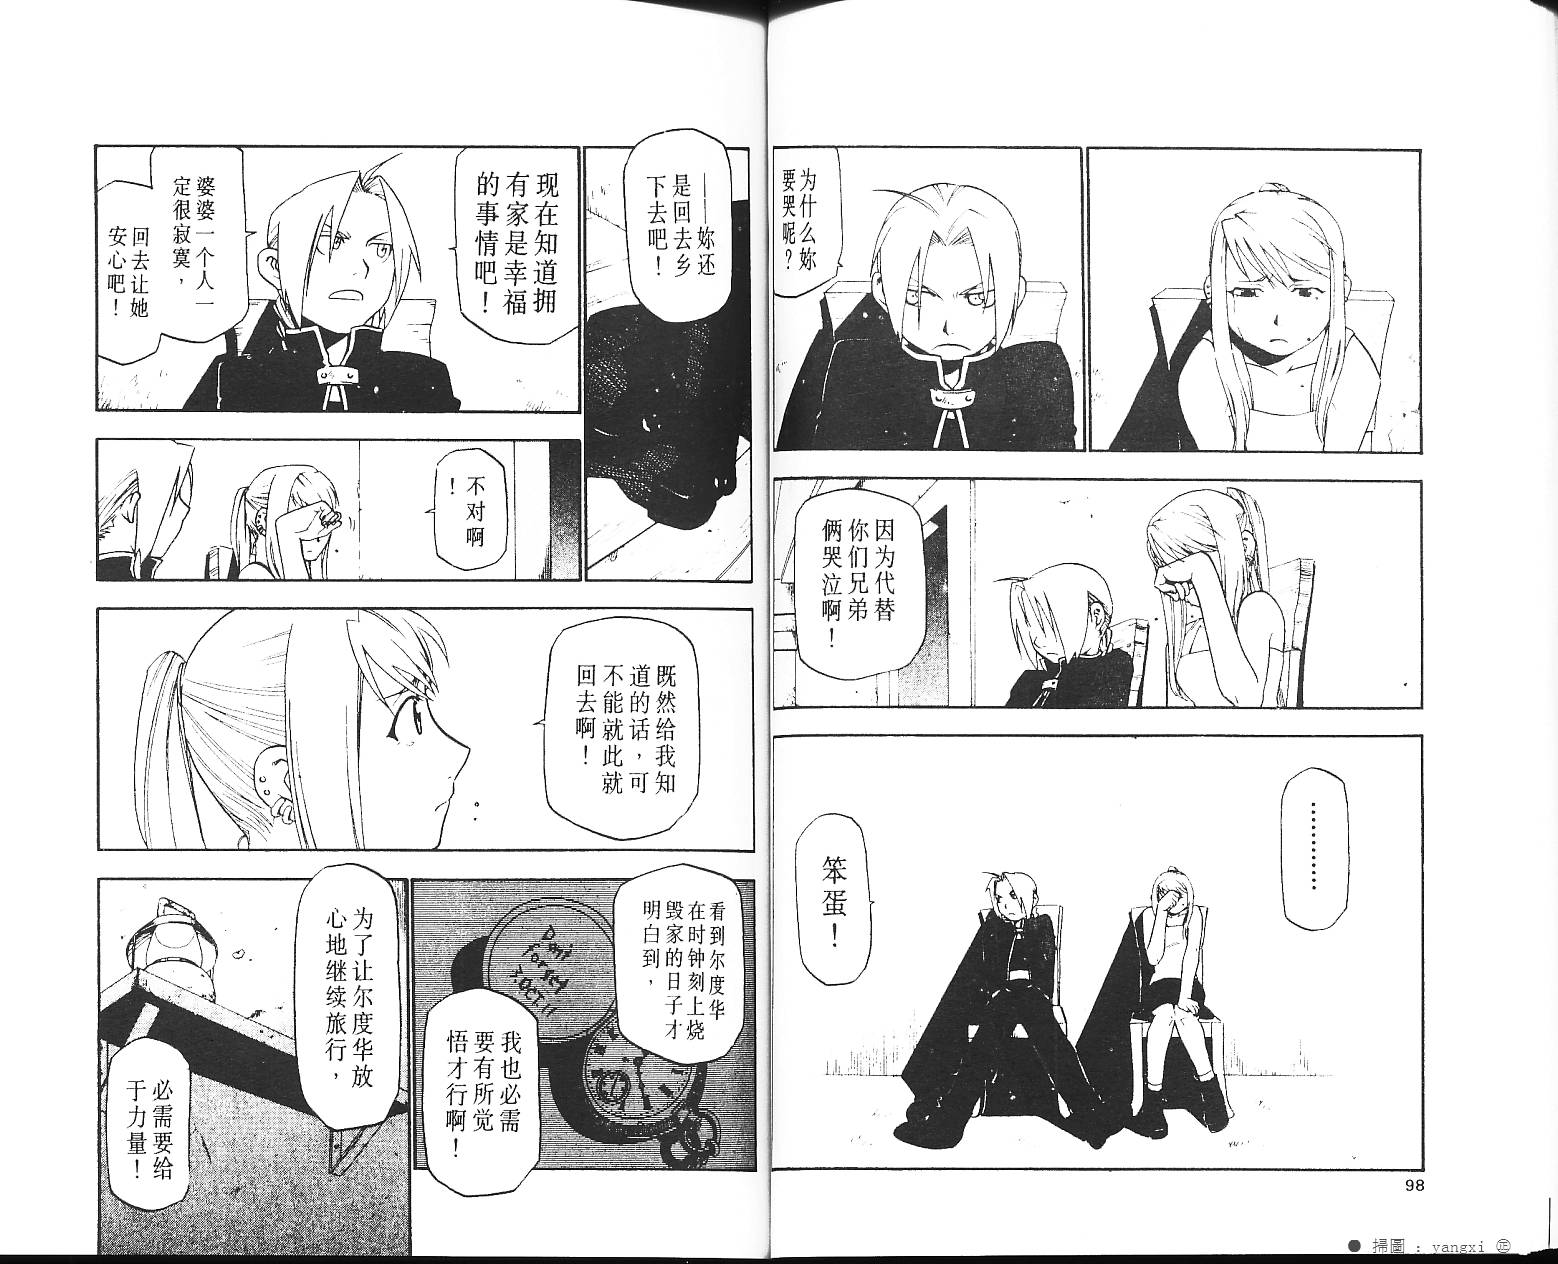 为什么妳
要哭呢？
因为代替
你们兄弟
俩哭泣啊！
…………
笨蛋！
98
——妳还
是回去乡
下去吧！
现在知道拥
有家是幸福
的事情吧！
婆婆一个人一
定很寂寞，
回去让她
安心吧！
不对啊
！
既然给我知
道的话，可
不能就此就
回去啊！
看到尔度华
在时钟刻上烧
毁家的日子才
明白到，
Don't
forget
3.OCT.11
我也必需
要有所觉
悟才行啊！
为了让尔度华放
心地继续旅行，
必需要给
于力量！
● 掃圖 ： yangxi ㊣